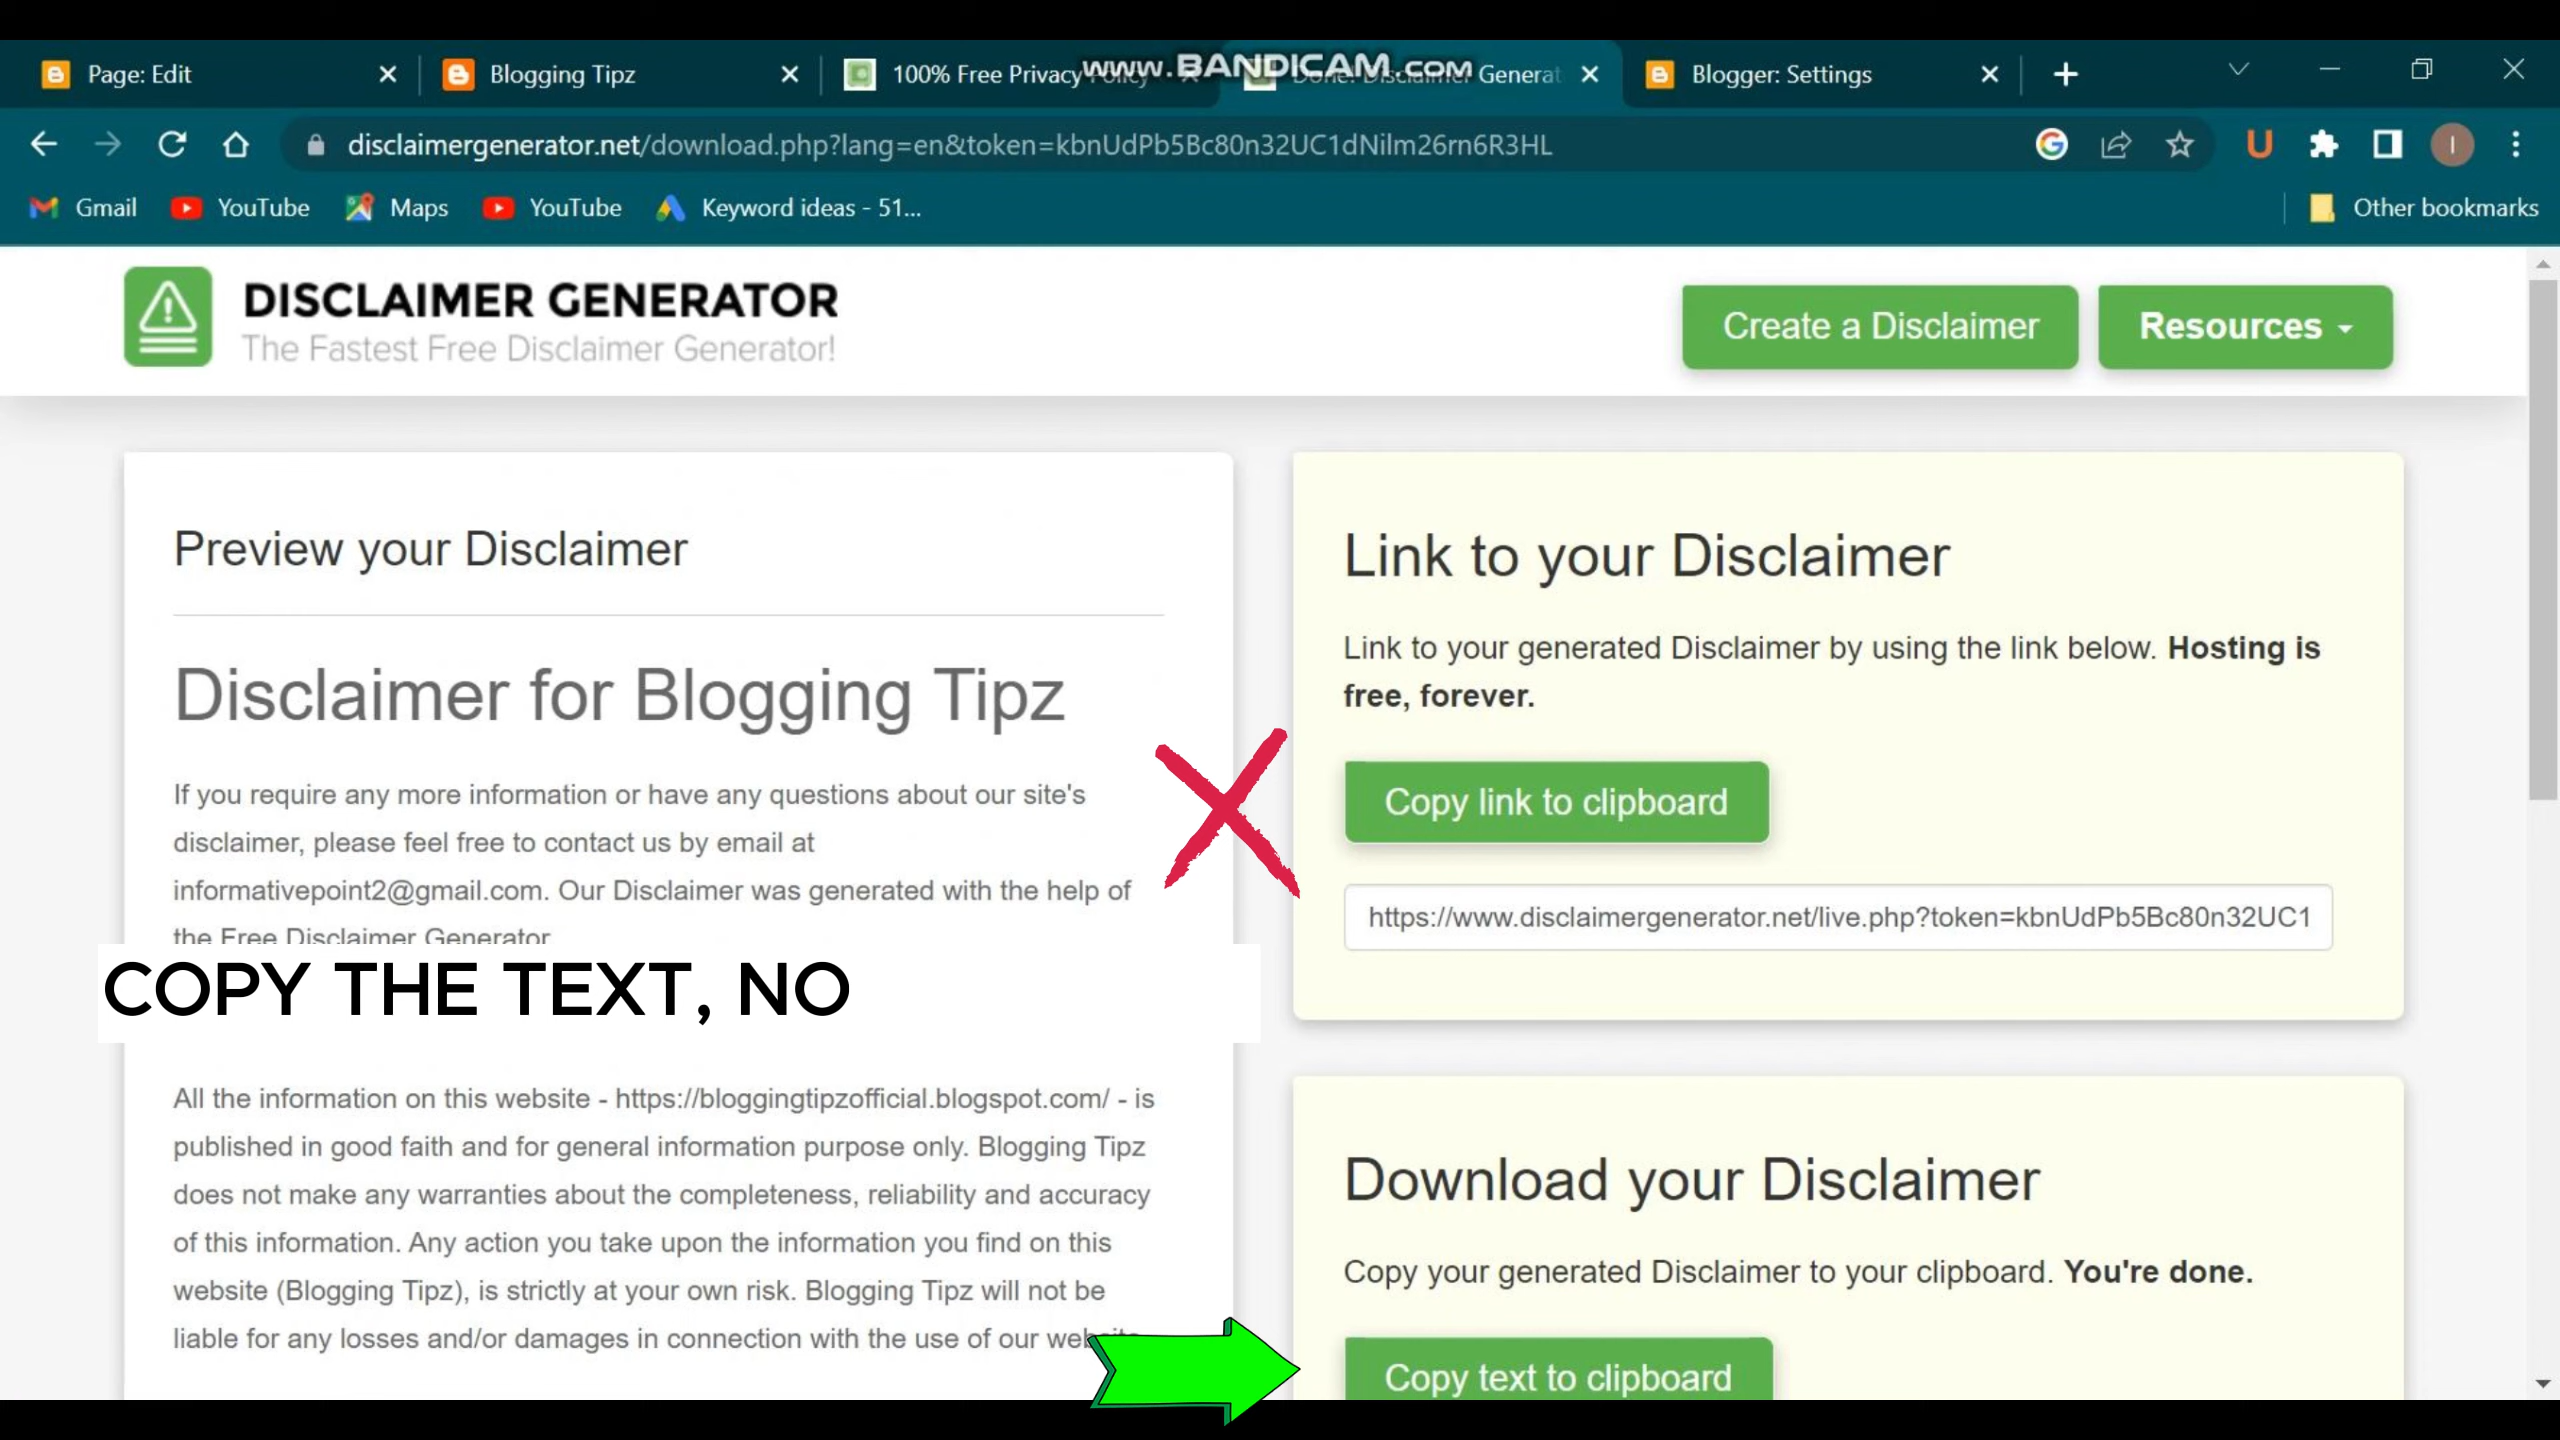 Page: Edit
Blogging Tipz
100% Free Privacy
www.BANDICAM.com
Generat
Blogger: Settings
disclaimergenerator.net/download.php?lang=en&token=kbnUdPb5Bc80n32UC1dNilm26rn6R3HL
Gmail
YouTube
Maps
YouTube
Keyword ideas - 51...
Other bookmarks
DISCLAIMER GENERATOR
The Fastest Free Disclaimer Generator!
Create a Disclaimer
Resources
Preview your Disclaimer
Disclaimer for Blogging Tipz
If you require any more information or have any questions about our site's
disclaimer, please feel free to contact us by email at
informativepoint2@gmail.com. Our Disclaimer was generated with the help of
the Free Disclaimer Generator
COPY THE TEXT, NO
All the information on this website - https://bloggingtipzofficial.blogspot.com/ - is
published in good faith and for general information purpose only. Blogging Tipz
does not make any warranties about the completeness, reliability and accuracy
of this information. Any action you take upon the information you find on this
website (Blogging Tipz), is strictly at your own risk. Blogging Tipz will not be
liable for any losses and/or damages in connection with the use of our website
Link to your Disclaimer
Link to your generated Disclaimer by using the link below. Hosting is
free, forever.
Copy link to clipboard
https://www.disclaimergenerator.net/live.php?token=kbnUdPb5Bc80n32UC1
Download your Disclaimer
Copy your generated Disclaimer to your clipboard. You're done.
Copy text to clipboard